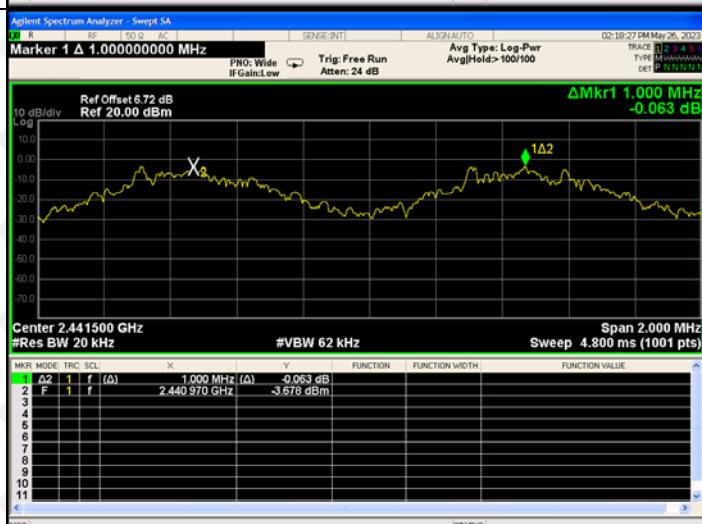 Agilent Spectrum Analyzer - Swept SA
R RF 50 Ω AC SENSE:INT ALIGN AUTO 02:18:27 PM May 26, 2023
Marker 1 Δ 1.000000000 MHz
PNO: Wide
IFGain:Low
Trig: Free Run
Atten: 24 dB
Avg Type: Log-Pwr
Avg|Hold:>100/100
TRACE 1 2 3 4 5 6
TYPE M
DET P N N N N N
ΔMkr1 1.000 MHz
-0.063 dB
Ref Offset 6.72 dB
10 dB/div Ref 20.00 dBm
Log
10.0
0.00
-10.0
-20.0
-30.0
-40.0
-50.0
-60.0
-70.0
X2
1Δ2
Center 2.441500 GHz Span 2.000 MHz
#Res BW 20 kHz #VBW 62 kHz Sweep 4.800 ms (1001 pts)
MKR MODE TRC SCL X Y FUNCTION FUNCTION WIDTH FUNCTION VALUE
1 Δ2 1 f (Δ) 1.000 MHz (Δ) -0.063 dB
2 F 1 f 2.440 970 GHz -3.678 dBm
3
4
5
6
7
8
9
10
11